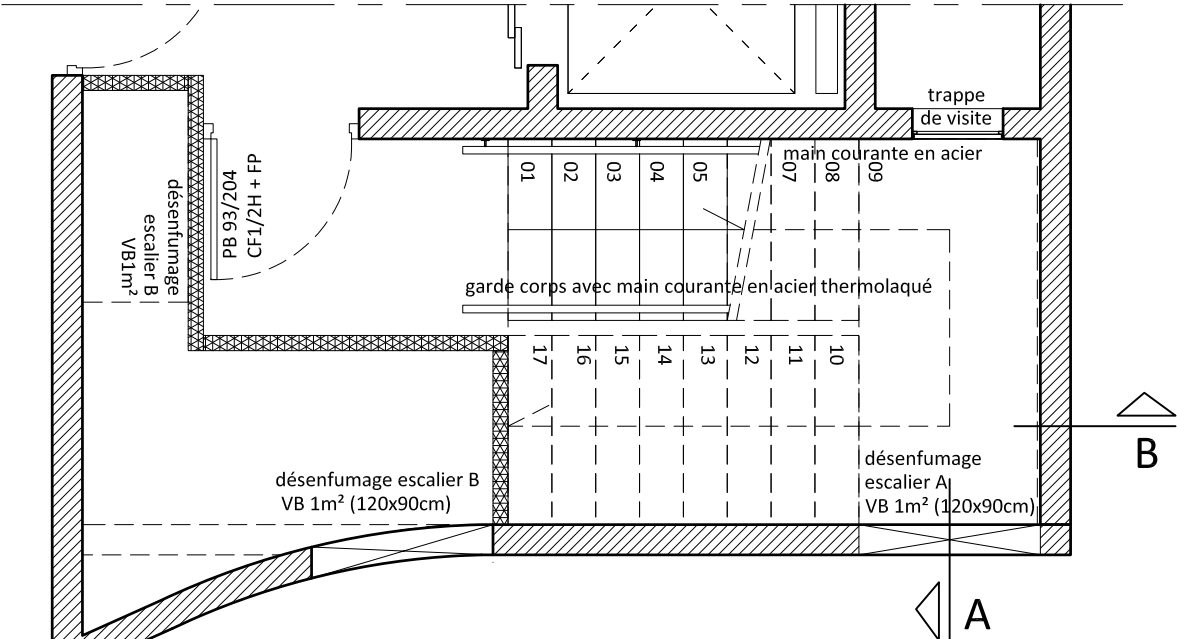 trappe
de visite
main courante en acier
01
02
03
04
05
07
08
09
PB 93/204
CF1/2H + FP
désenfumage
escalier B
VB1m²
garde corps avec main courante en acier thermolaqué
17
16
15
14
13
12
11
10
désenfumage escalier B
VB 1m² (120x90cm)
désenfumage
escalier A
VB 1m² (120x90cm)
B
A